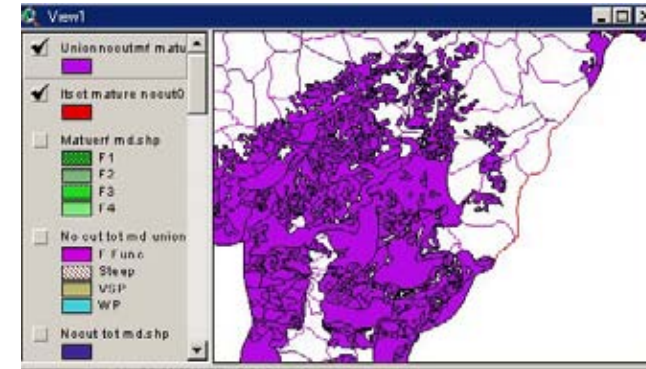 View1
Unionnocutmf matu
Itsct mature nocut0
Matuerf md.shp
F1
F2
F3
F4
No cut tot md union
F Func
Steep
VSP
WP
Nocut tot md.shp